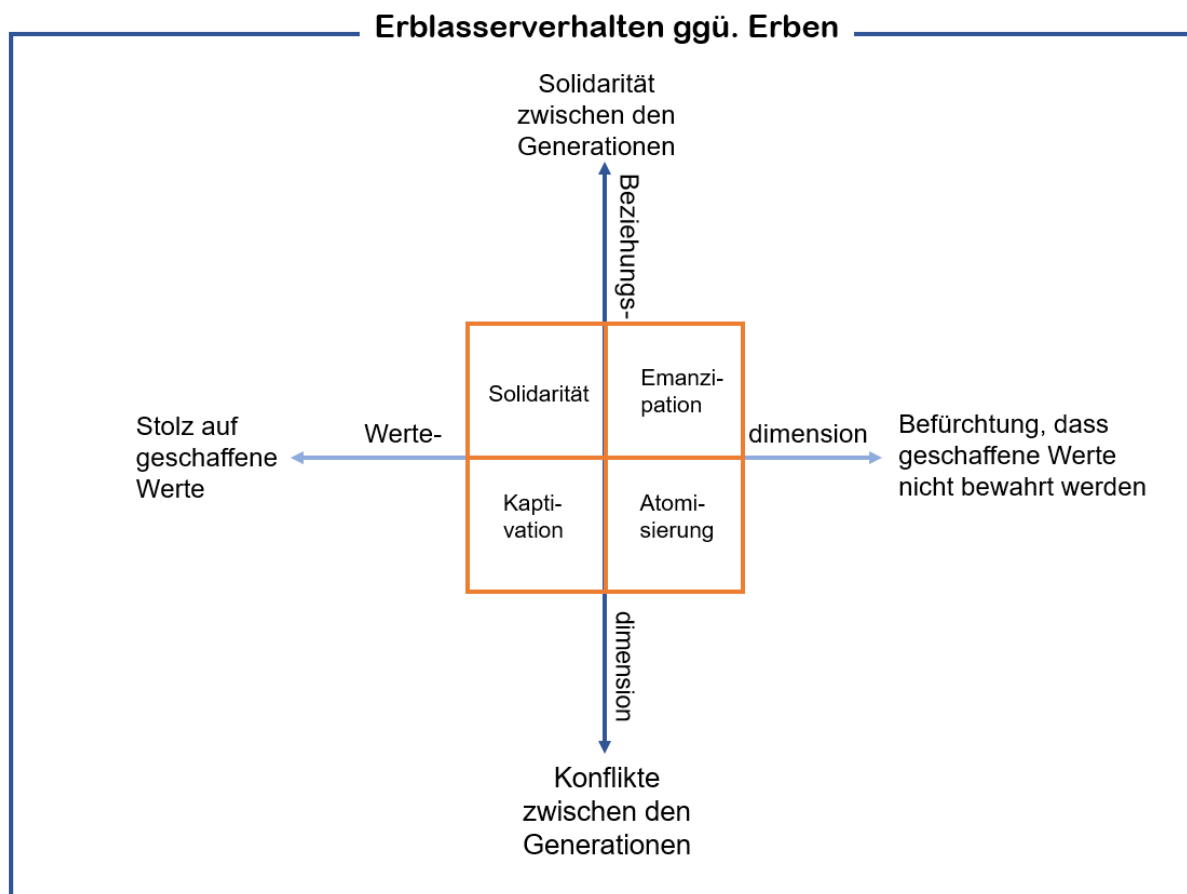 Erblasserverhalten ggü. Erben
Solidarität
zwischen den
Generationen
Beziehungs-
Solidarität
Emanzi-
pation
Stolz auf
geschaffene
Werte
Werte-
dimension
Befürchtung, dass
geschaffene Werte
nicht bewahrt werden
Kapti-
vation
Atomi-
sierung
dimension
Konflikte
zwischen den
Generationen